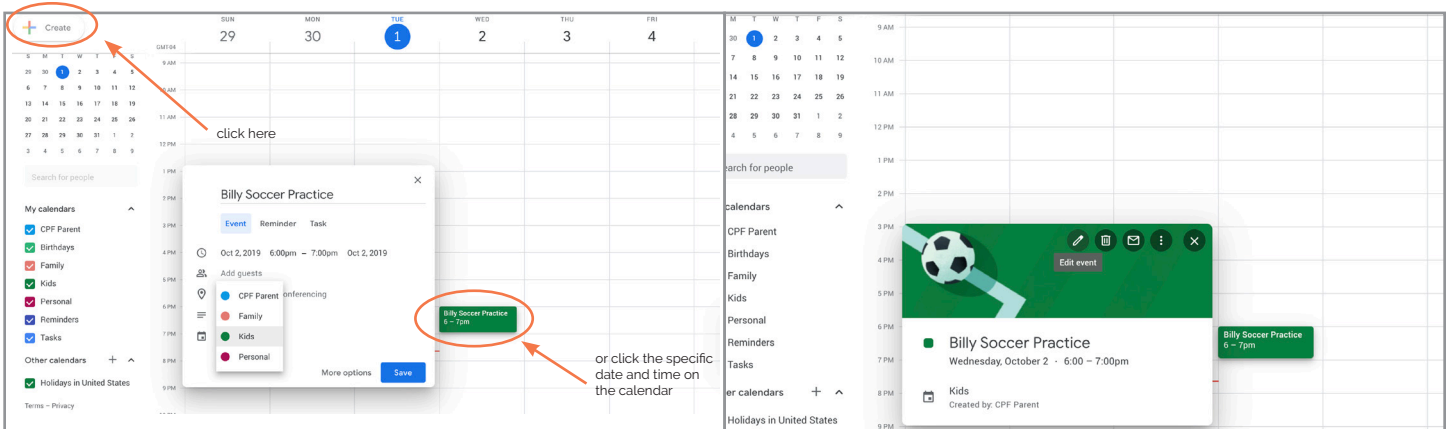 Create
SUN MON TUE WED THU FRI
29 30 1 2 3 4
GMT-04
S M T W T F S
29 30 1 2 3 4 5
6 7 8 9 10 11 12
13 14 15 16 17 18 19
20 21 22 23 24 25 26
27 28 29 30 31 1 2
3 4 5 6 7 8 9
9 AM
10 AM
11 AM
12 PM
1 PM
2 PM
3 PM
4 PM
5 PM
6 PM
7 PM
8 PM
9 PM
click here
Search for people
My calendars
CPF Parent
Birthdays
Family
Kids
Personal
Reminders
Tasks
Other calendars
Holidays in United States
Terms – Privacy
Billy Soccer Practice
Event Reminder Task
Oct 2, 2019 6:00pm – 7:00pm Oct 2, 2019
Add guests
onferencing
CPF Parent
Family
Kids
Personal
More options Save
Billy Soccer Practice
6 – 7pm
or click the specific
date and time on
the calendar
M T W T F S
30 1 2 3 4 5
7 8 9 10 11 12
14 15 16 17 18 19
21 22 23 24 25 26
28 29 30 31 1 2
4 5 6 7 8 9
earch for people
calendars
CPF Parent
Birthdays
Family
Kids
Personal
Reminders
Tasks
er calendars
Holidays in United States
9 AM
10 AM
11 AM
12 PM
1 PM
2 PM
3 PM
5 PM
6 PM
7 PM
8 PM
9 PM
Edit event
Billy Soccer Practice
Wednesday, October 2 · 6:00 – 7:00pm
Kids
Created by: CPF Parent
Billy Soccer Practice
6 – 7pm